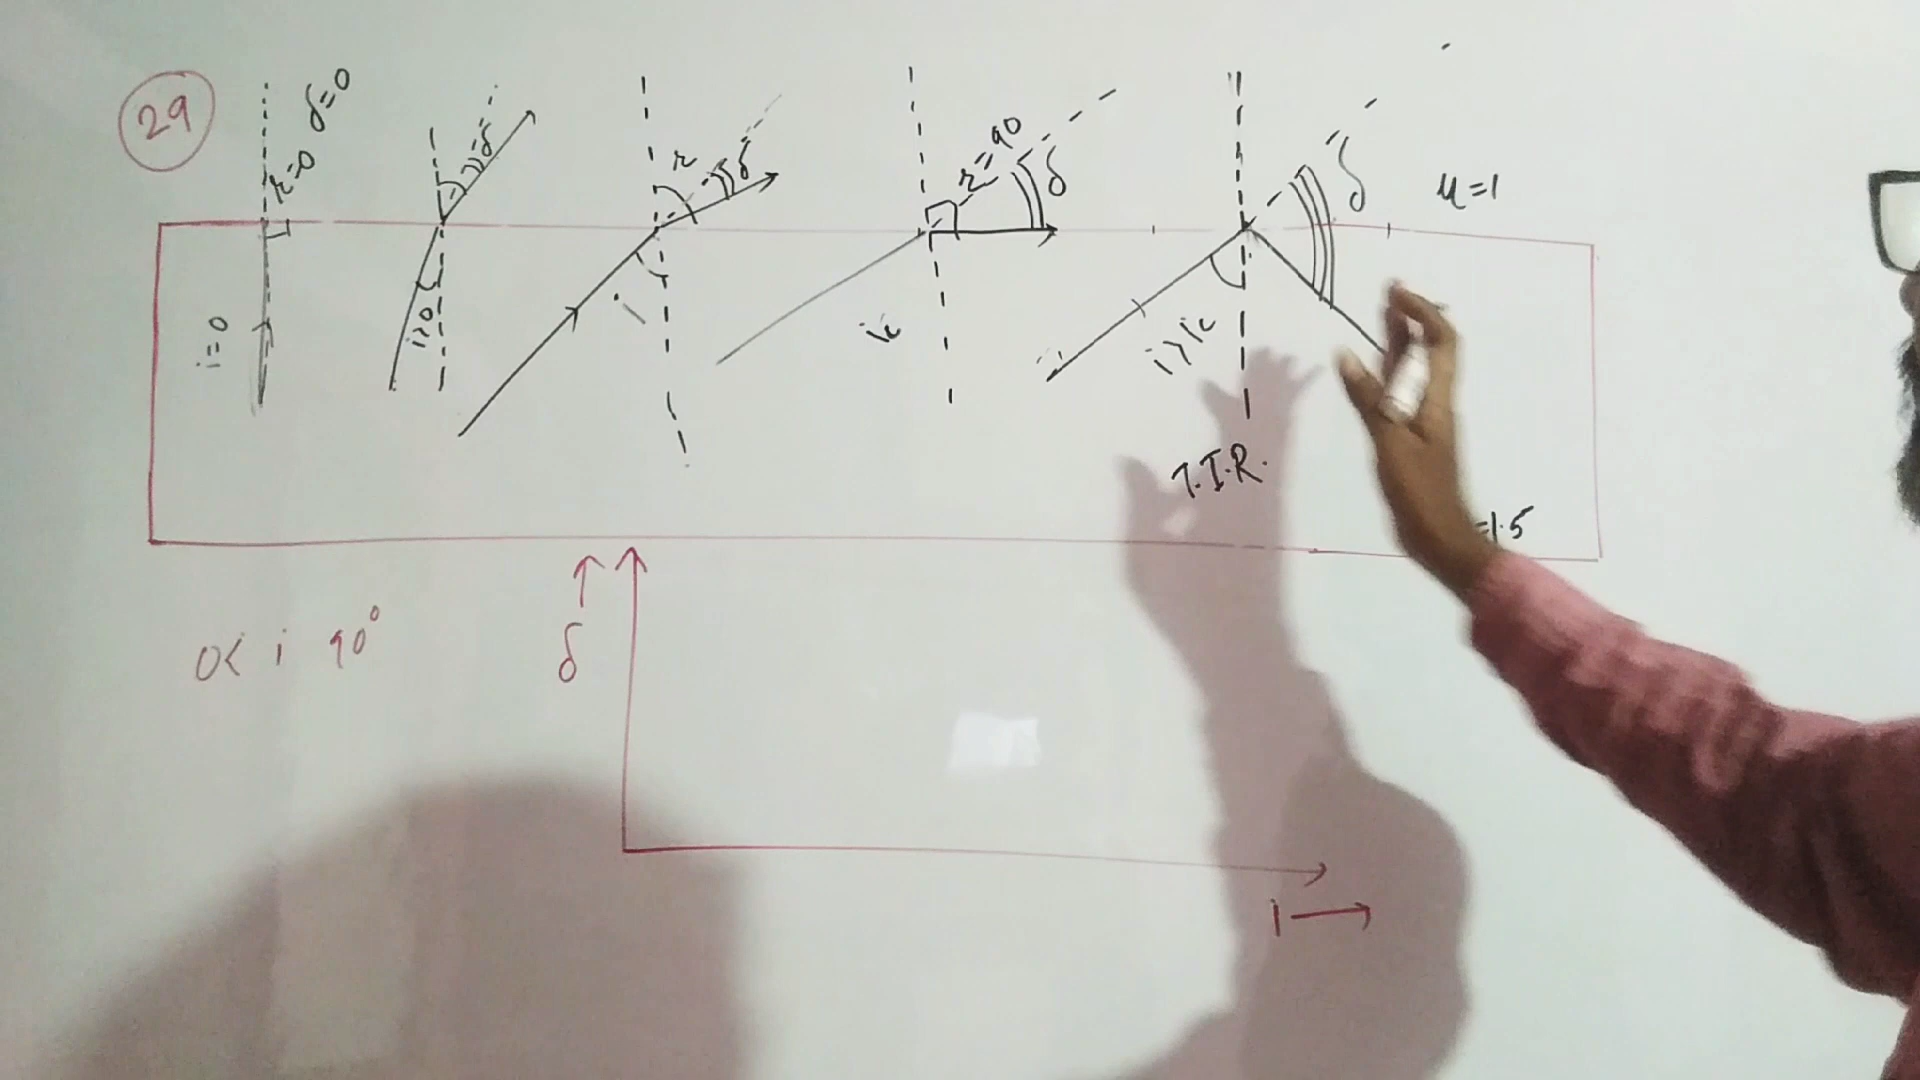 29
r=0 δ=0
i=0
δ
i>0
r
δ
i
r=90
δ
ic
δ
i>ic
T.I.R.
μ=1
=1.5
0< i 90°
δ
i